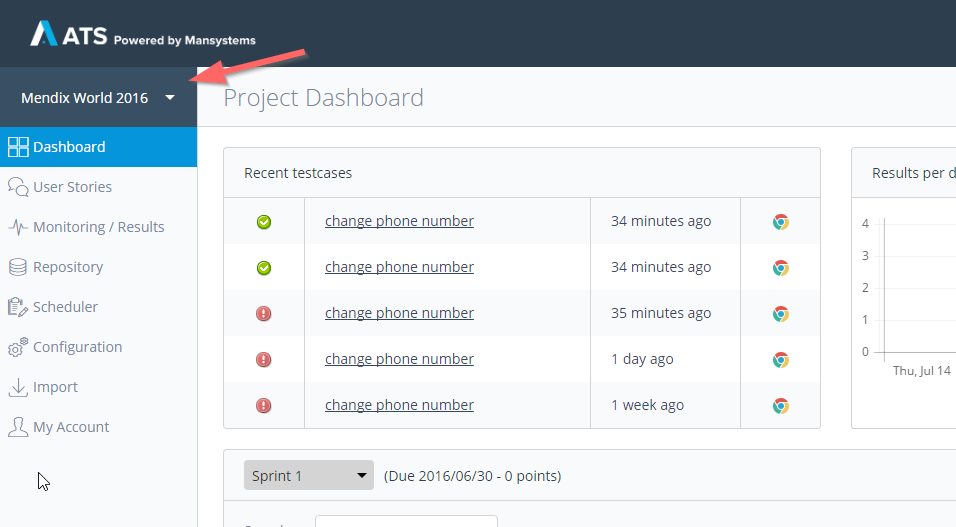 ATS Powered by Mansystems
Mendix World 2016
Project Dashboard
Dashboard
User Stories
Monitoring / Results
Repository
Scheduler
Configuration
Import
My Account
Recent testcases
change phone number 34 minutes ago
change phone number 34 minutes ago
change phone number 35 minutes ago
change phone number 1 day ago
change phone number 1 week ago
Results per d
4
3
2
1
0
Thu, Jul 14
Sprint 1 (Due 2016/06/30 - 0 points)